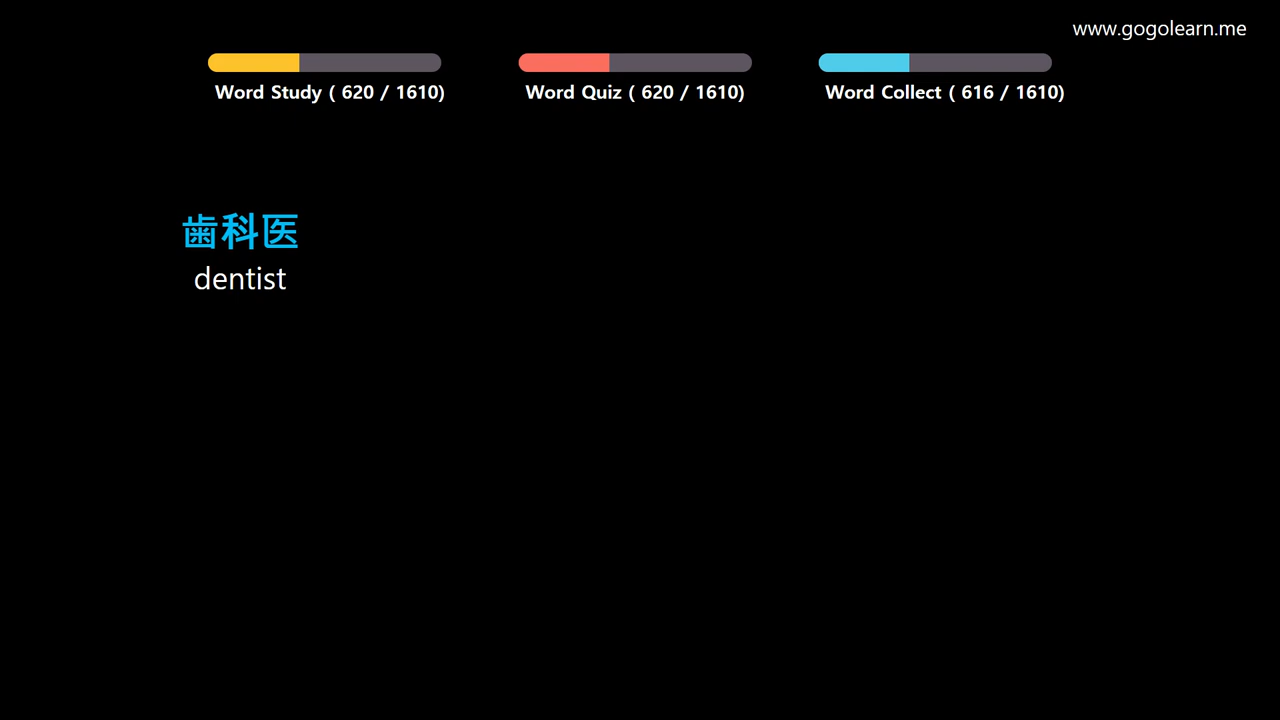 www.gogolearn.me
Word Study ( 620 / 1610)
Word Quiz ( 620 / 1610)
Word Collect ( 616 / 1610)
歯科医
dentist